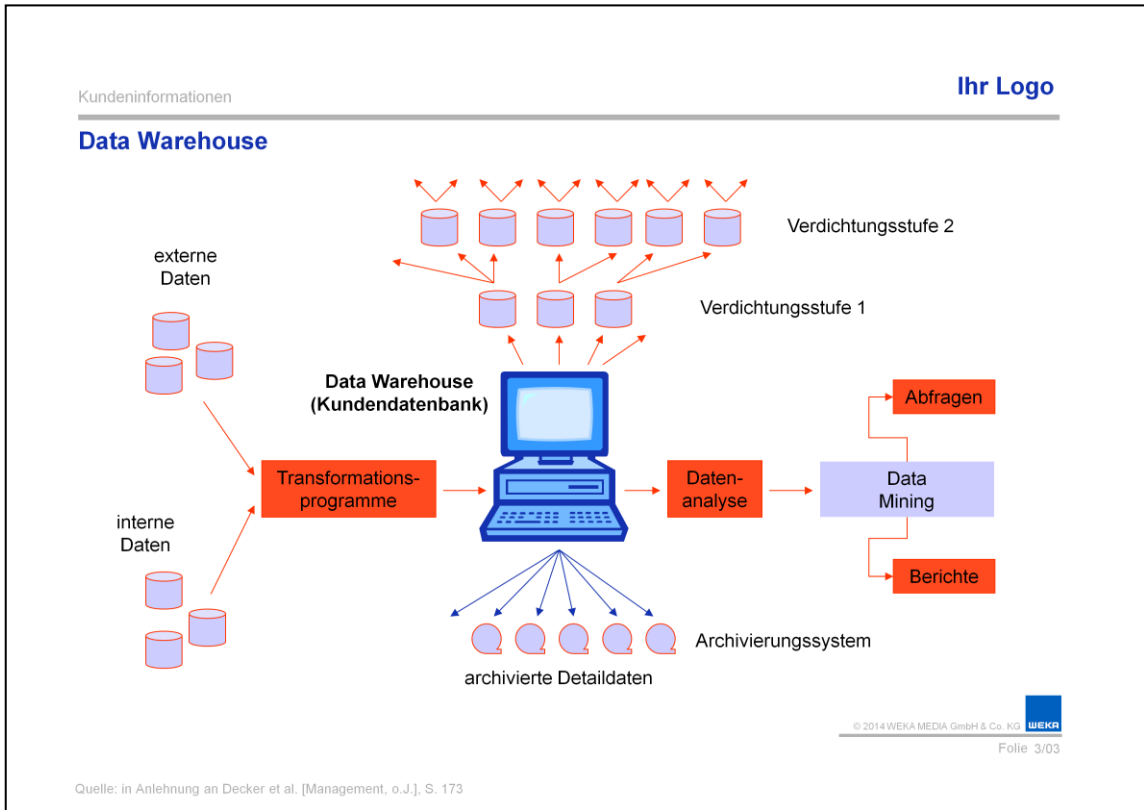 Kundeninformationen
Ihr Logo
Data Warehouse
Verdichtungsstufe 2
externe
Daten
Verdichtungsstufe 1
Data Warehouse
(Kundendatenbank)
Abfragen
Transformations-
programme
Daten-
analyse
Data
Mining
interne
Daten
Berichte
Archivierungssystem
archivierte Detaildaten
© 2014 WEKA MEDIA GmbH & Co. KG
WEKA
Folie 3/03
Quelle: in Anlehnung an Decker et al. [Management, o.J.], S. 173